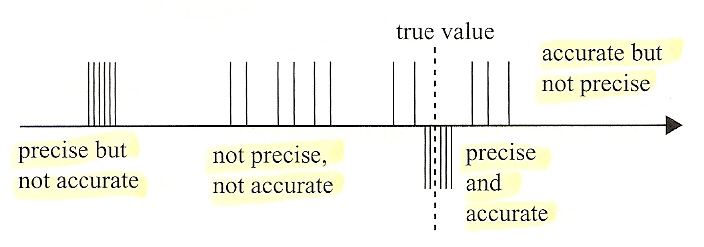 true value
accurate but
not precise
precise but
not accurate
not precise,
not accurate
precise
and
accurate